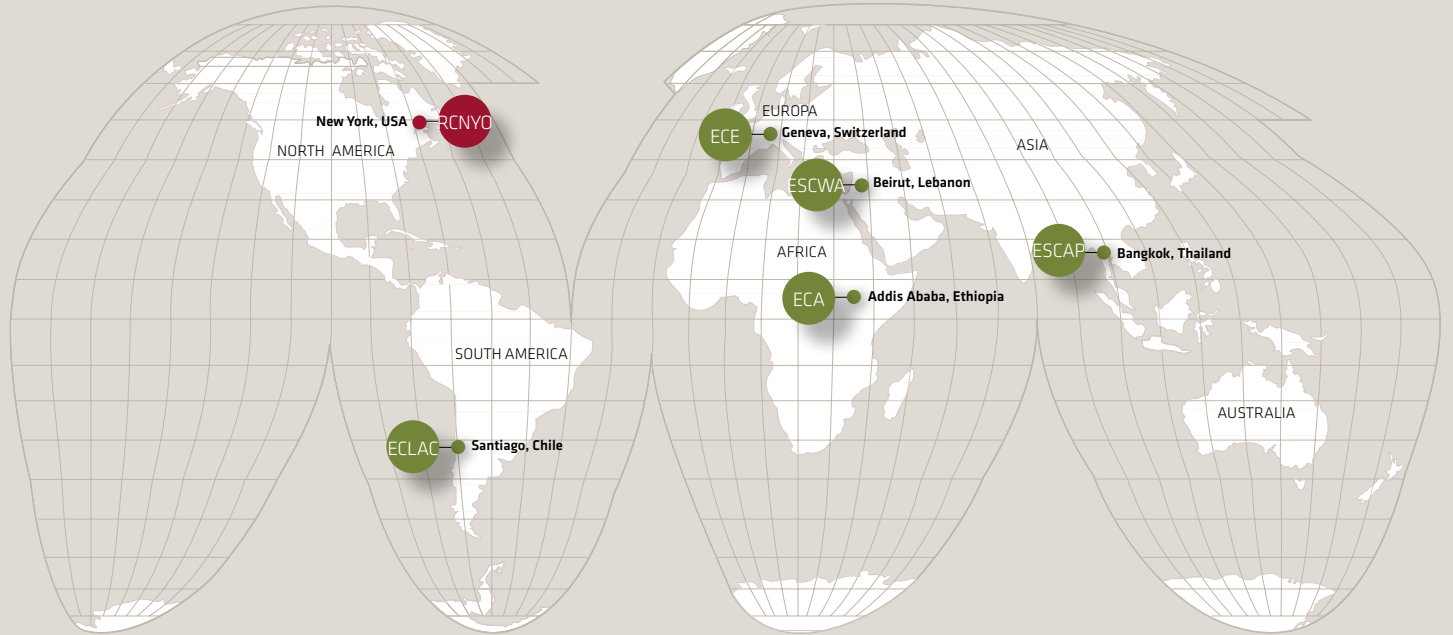 EUROPA
New York, USA
RCNYO
ECE
Geneva, Switzerland
NORTH AMERICA
ASIA
ESCWA
Beirut, Lebanon
AFRICA
ESCAP
Bangkok, Thailand
ECA
Addis Ababa, Ethiopia
SOUTH AMERICA
AUSTRALIA
ECLAC
Santiago, Chile